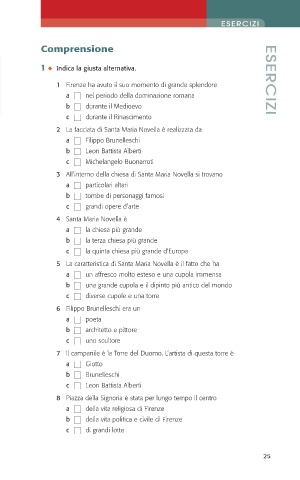 ESERCIZI
Comprensione
ESERCIZI
1 ◆ Indica la giusta alternativa.
1 Firenze ha avuto il suo momento di grande splendore
a □ nel periodo della dominazione romana
b □ durante il Medioevo
c □ durante il Rinascimento
2 La facciata di Santa Maria Novella è realizzata da
a □ Filippo Brunelleschi
b □ Leon Battista Alberti
c □ Michelangelo Buonarroti
3 All'interno della chiesa di Santa Maria Novella si trovano
a □ particolari altari
b □ tombe di personaggi famosi
c □ grandi opere d'arte
4 Santa Maria Novella è
a □ la chiesa più grande
b □ la terza chiesa più grande
c □ la quinta chiesa più grande d'Europa
5 La caratteristica di Santa Maria Novella è il fatto che ha
a □ un affresco molto esteso e una cupola immensa
b □ una grande cupola e il dipinto più antico del mondo
c □ diverse cupole e una torre
6 Filippo Brunelleschi era un
a □ poeta
b □ architetto e pittore
c □ uno scultore
7 Il campanile è la Torre del Duomo. L'artista di questa torre è
a □ Giotto
b □ Brunelleschi
c □ Leon Battista Alberti
8 Piazza della Signoria è stata per lungo tempo il centro
a □ della vita religiosa di Firenze
b □ della vita politica e civile di Firenze
c □ di grandi lotte
25